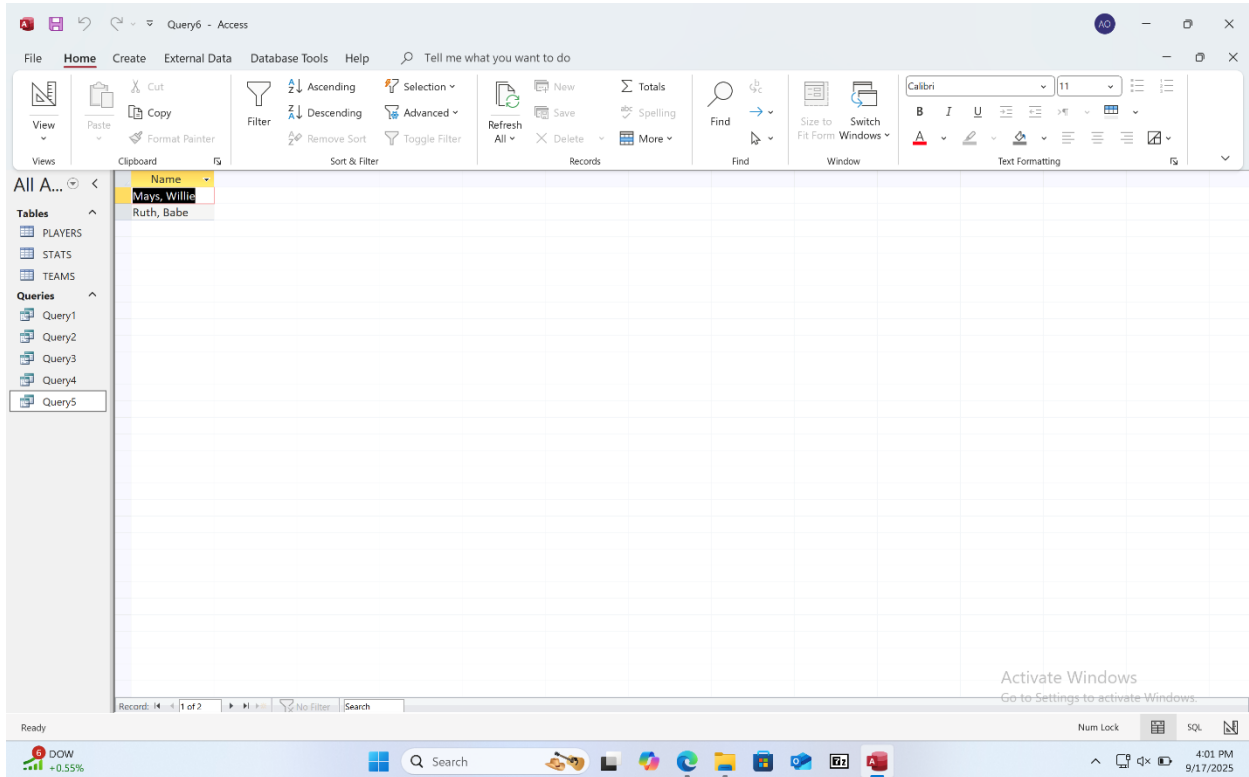 Query6 - Access
AO
File Home Create External Data Database Tools Help Tell me what you want to do
View
Views
Paste
Cut
Copy
Format Painter
Clipboard
Filter
Ascending
Descending
Remove Sort
Selection
Advanced
Toggle Filter
Sort & Filter
Refresh
All
New
Save
Delete
Totals
Spelling
More
Records
Find
Find
Size to
Fit Form
Switch
Windows
Window
Calibri
11
B I U
A
Text Formatting
All A...
Tables
PLAYERS
STATS
TEAMS
Queries
Query1
Query2
Query3
Query4
Query5
Name
Mays, Willie
Ruth, Babe
Record: 1 of 2 No Filter Search
Activate Windows
Go to Settings to activate Windows.
Ready
Num Lock SQL
6
DOW
+0.55%
Search
4:01 PM
9/17/2025